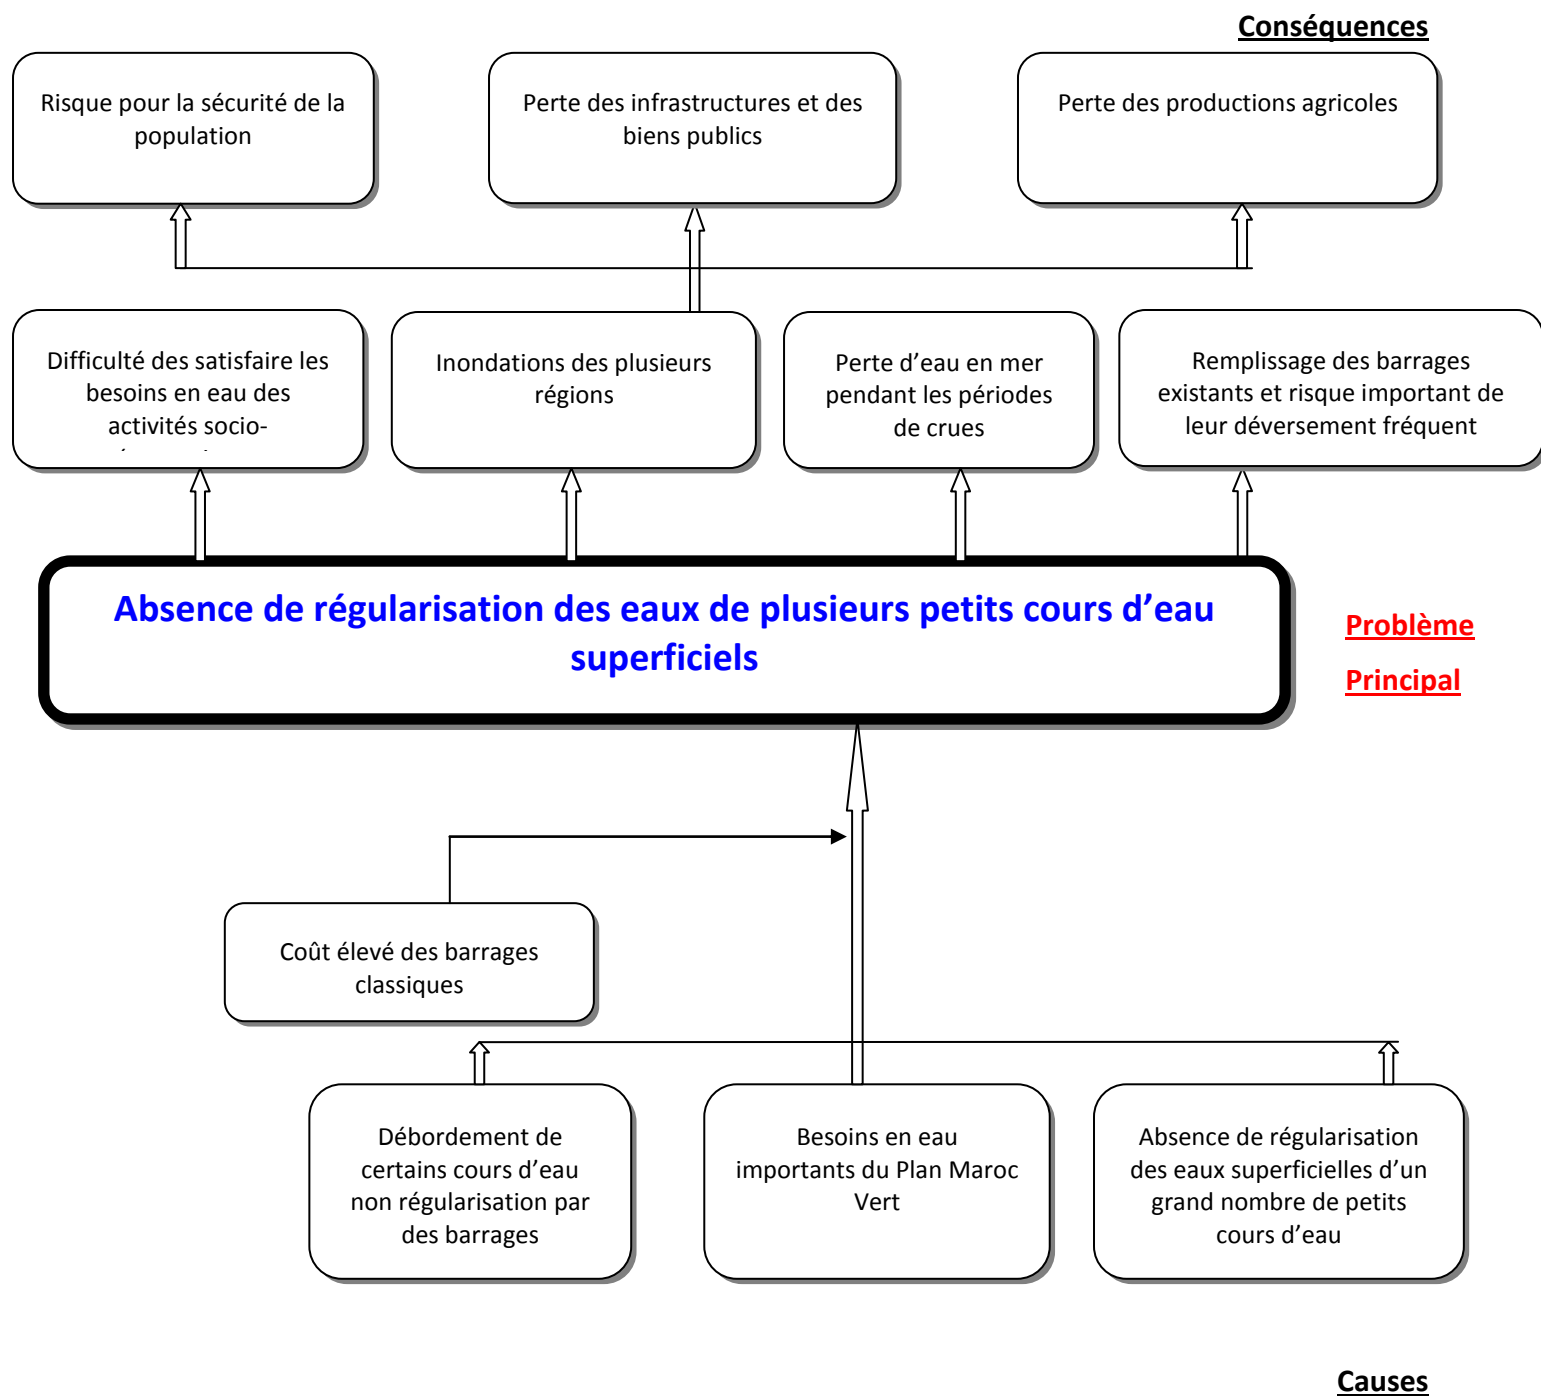 Conséquences
Risque pour la sécurité de la
population
Perte des infrastructures et des
biens publics
Perte des productions agricoles
Difficulté des satisfaire les
besoins en eau des
activités socio-
Inondations des plusieurs
régions
Perte d’eau en mer
pendant les périodes
de crues
Remplissage des barrages
existants et risque important de
leur déversement fréquent
Absence de régularisation des eaux de plusieurs petits cours d’eau
superficiels
Problème
Principal
Coût élevé des barrages
classiques
Débordement de
certains cours d’eau
non régularisation par
des barrages
Besoins en eau
importants du Plan Maroc
Vert
Absence de régularisation
des eaux superficielles d’un
grand nombre de petits
cours d’eau
Causes